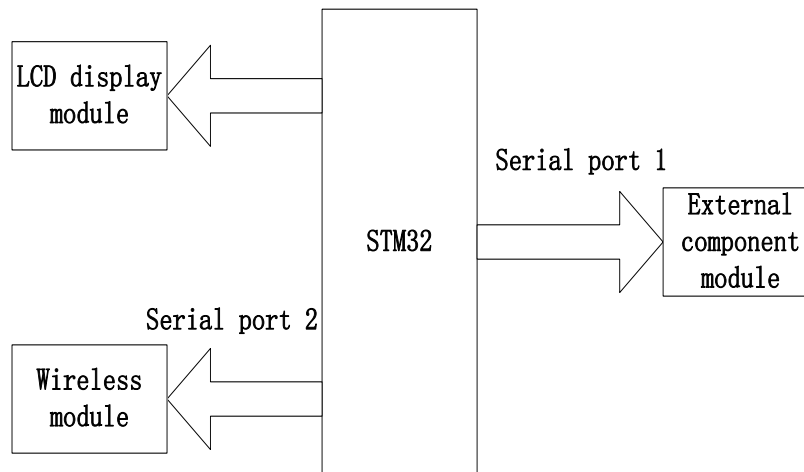 LCD display
module
Serial port 1
External
component
module
STM32
Serial port 2
Wireless
module